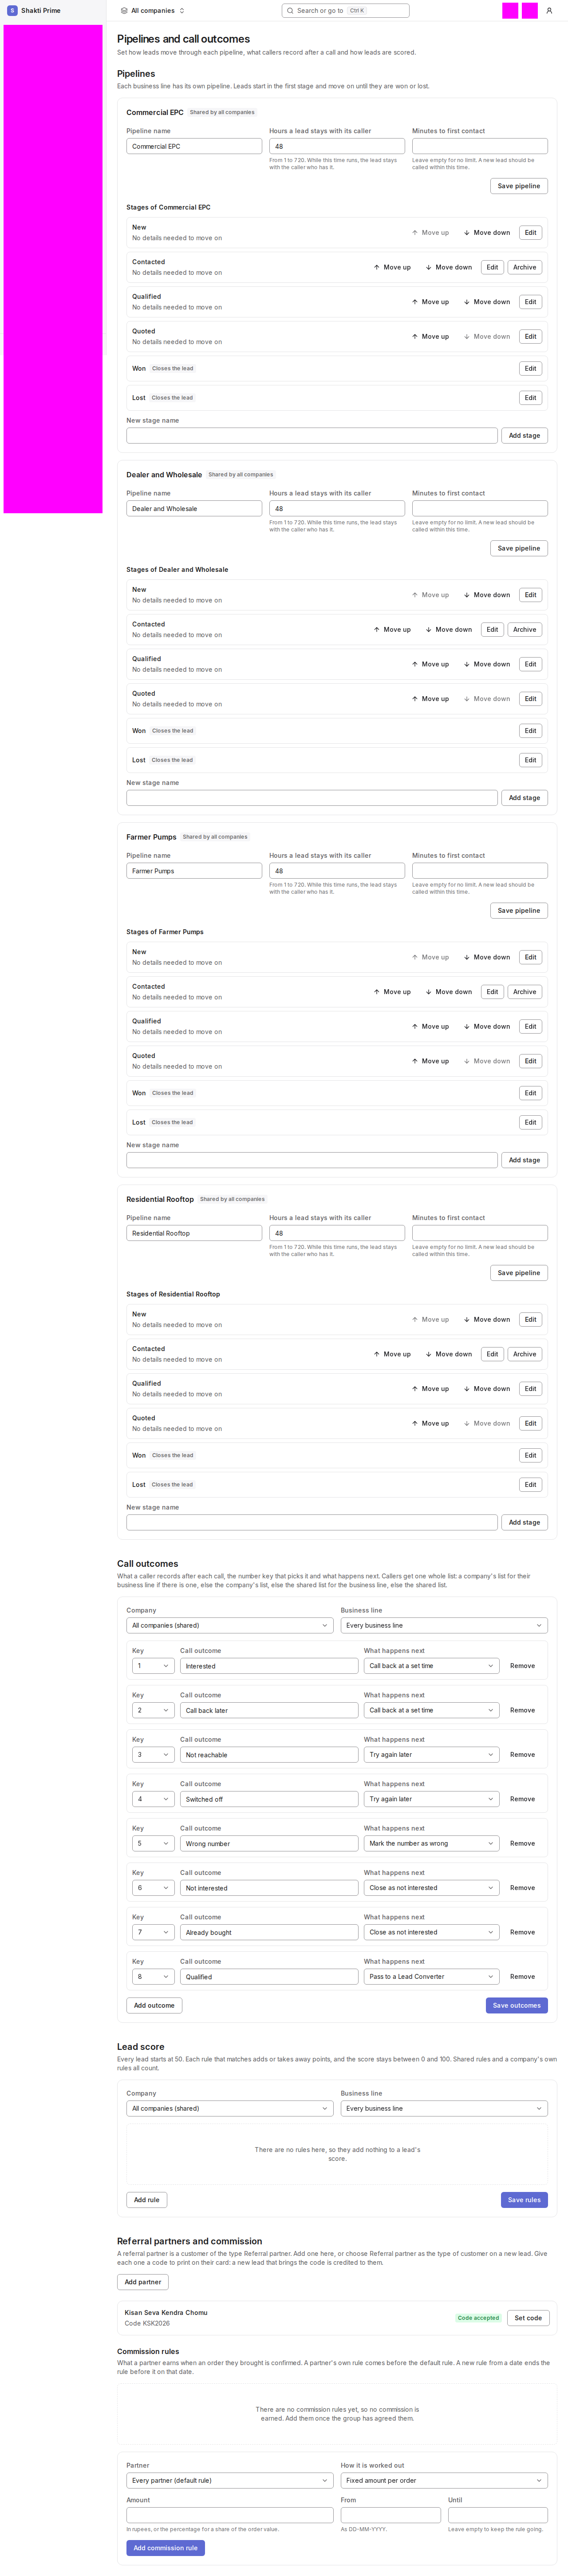 S Shakti Prime
All companies
Search or go to Ctrl K
Pipelines and call outcomes
Set how leads move through each pipeline, what callers record after a call and how leads are scored.
Pipelines
Each business line has its own pipeline. Leads start in the first stage and move on until they are won or lost.
Commercial EPC Shared by all companies
Pipeline name Hours a lead stays with its caller Minutes to first contact
Commercial EPC 48
From 1 to 720. While this time runs, the lead stays Leave empty for no limit. A new lead should be
with the caller who has it. called within this time.
Save pipeline
Stages of Commercial EPC
New
No details needed to move on
Move up Move down Edit
Contacted
No details needed to move on
Move up Move down Edit Archive
Qualified
No details needed to move on
Move up Move down Edit
Quoted
No details needed to move on
Move up Move down Edit
Won Closes the lead Edit
Lost Closes the lead Edit
New stage name
Add stage
Dealer and Wholesale Shared by all companies
Pipeline name Hours a lead stays with its caller Minutes to first contact
Dealer and Wholesale 48
From 1 to 720. While this time runs, the lead stays Leave empty for no limit. A new lead should be
with the caller who has it. called within this time.
Save pipeline
Stages of Dealer and Wholesale
New
No details needed to move on
Move up Move down Edit
Contacted
No details needed to move on
Move up Move down Edit Archive
Qualified
No details needed to move on
Move up Move down Edit
Quoted
No details needed to move on
Move up Move down Edit
Won Closes the lead Edit
Lost Closes the lead Edit
New stage name
Add stage
Farmer Pumps Shared by all companies
Pipeline name Hours a lead stays with its caller Minutes to first contact
Farmer Pumps 48
From 1 to 720. While this time runs, the lead stays Leave empty for no limit. A new lead should be
with the caller who has it. called within this time.
Save pipeline
Stages of Farmer Pumps
New
No details needed to move on
Move up Move down Edit
Contacted
No details needed to move on
Move up Move down Edit Archive
Qualified
No details needed to move on
Move up Move down Edit
Quoted
No details needed to move on
Move up Move down Edit
Won Closes the lead Edit
Lost Closes the lead Edit
New stage name
Add stage
Residential Rooftop Shared by all companies
Pipeline name Hours a lead stays with its caller Minutes to first contact
Residential Rooftop 48
From 1 to 720. While this time runs, the lead stays Leave empty for no limit. A new lead should be
with the caller who has it. called within this time.
Save pipeline
Stages of Residential Rooftop
New
No details needed to move on
Move up Move down Edit
Contacted
No details needed to move on
Move up Move down Edit Archive
Qualified
No details needed to move on
Move up Move down Edit
Quoted
No details needed to move on
Move up Move down Edit
Won Closes the lead Edit
Lost Closes the lead Edit
New stage name
Add stage
Call outcomes
What a caller records after each call, the number key that picks it and what happens next. Callers get one whole list: a company's list for their
business line if there is one, else the company's list, else the shared list for the business line, else the shared list.
Company Business line
All companies (shared) Every business line
Key Call outcome What happens next
1 Interested Call back at a set time Remove
Key Call outcome What happens next
2 Call back later Call back at a set time Remove
Key Call outcome What happens next
3 Not reachable Try again later Remove
Key Call outcome What happens next
4 Switched off Try again later Remove
Key Call outcome What happens next
5 Wrong number Mark the number as wrong Remove
Key Call outcome What happens next
6 Not interested Close as not interested Remove
Key Call outcome What happens next
7 Already bought Close as not interested Remove
Key Call outcome What happens next
8 Qualified Pass to a Lead Converter Remove
Add outcome Save outcomes
Lead score
Every lead starts at 50. Each rule that matches adds or takes away points, and the score stays between 0 and 100. Shared rules and a company's own
rules all count.
Company Business line
All companies (shared) Every business line
There are no rules here, so they add nothing to a lead's
score.
Add rule Save rules
Referral partners and commission
A referral partner is a customer of the type Referral partner. Add one here, or choose Referral partner as the type of customer on a new lead. Give
each one a code to print on their card: a new lead that brings the code is credited to them.
Add partner
Kisan Seva Kendra Chomu
Code KSK2026
Code accepted Set code
Commission rules
What a partner earns when an order they brought is confirmed. A partner's own rule comes before the default rule. A new rule from a date ends the
rule before it on that date.
There are no commission rules yet, so no commission is
earned. Add them once the group has agreed them.
Partner How it is worked out
Every partner (default rule) Fixed amount per order
Amount From Until
In rupees, or the percentage for a share of the order value. As DD-MM-YYYY. Leave empty to keep the rule going.
Add commission rule